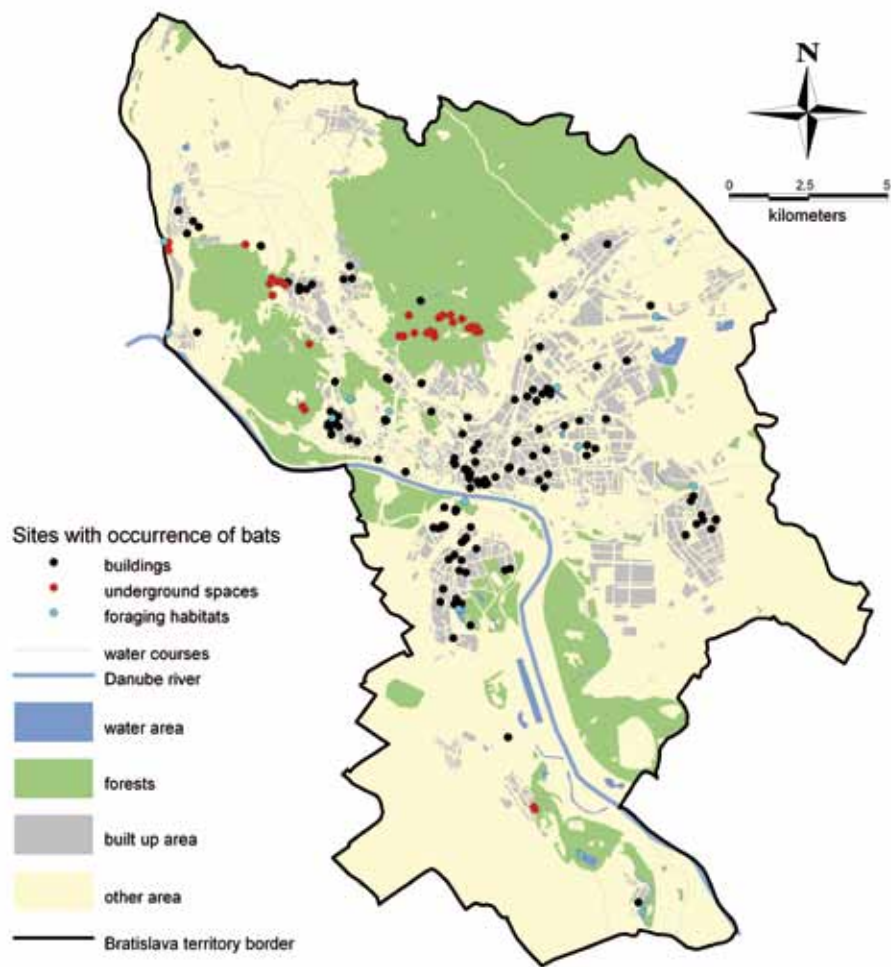 N
0 2.5 5
kilometers
Sites with occurrence of bats
buildings
underground spaces
foraging habitats
water courses
Danube river
water area
forests
built up area
other area
Bratislava territory border